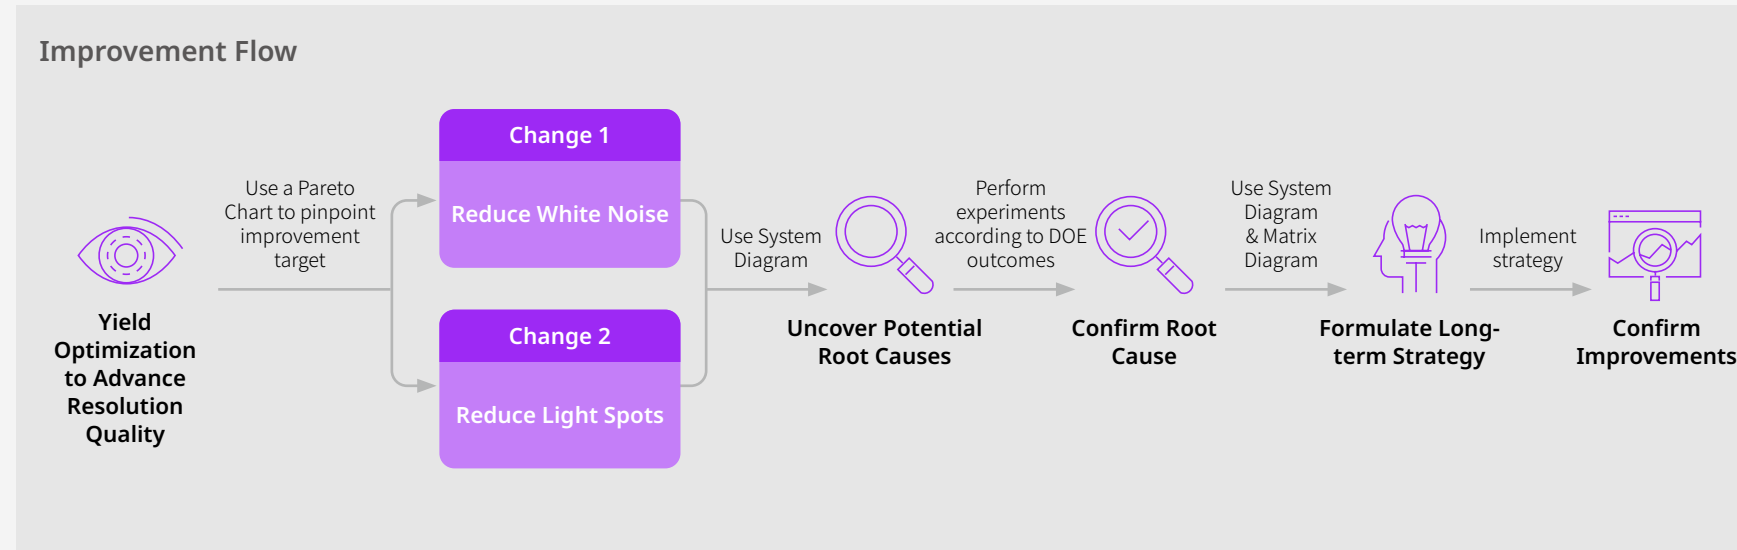 Improvement Flow
Yield
Optimization
to Advance
Resolution
Quality
Use a Pareto
Chart to pinpoint
improvement
target
Change 1
Reduce White Noise
Change 2
Reduce Light Spots
Use System
Diagram
Uncover Potential
Root Causes
Perform
experiments
according to DOE
outcomes
Confirm Root
Cause
Use System
Diagram
& Matrix
Diagram
Formulate Long-
term Strategy
Implement
strategy
Confirm
Improvements